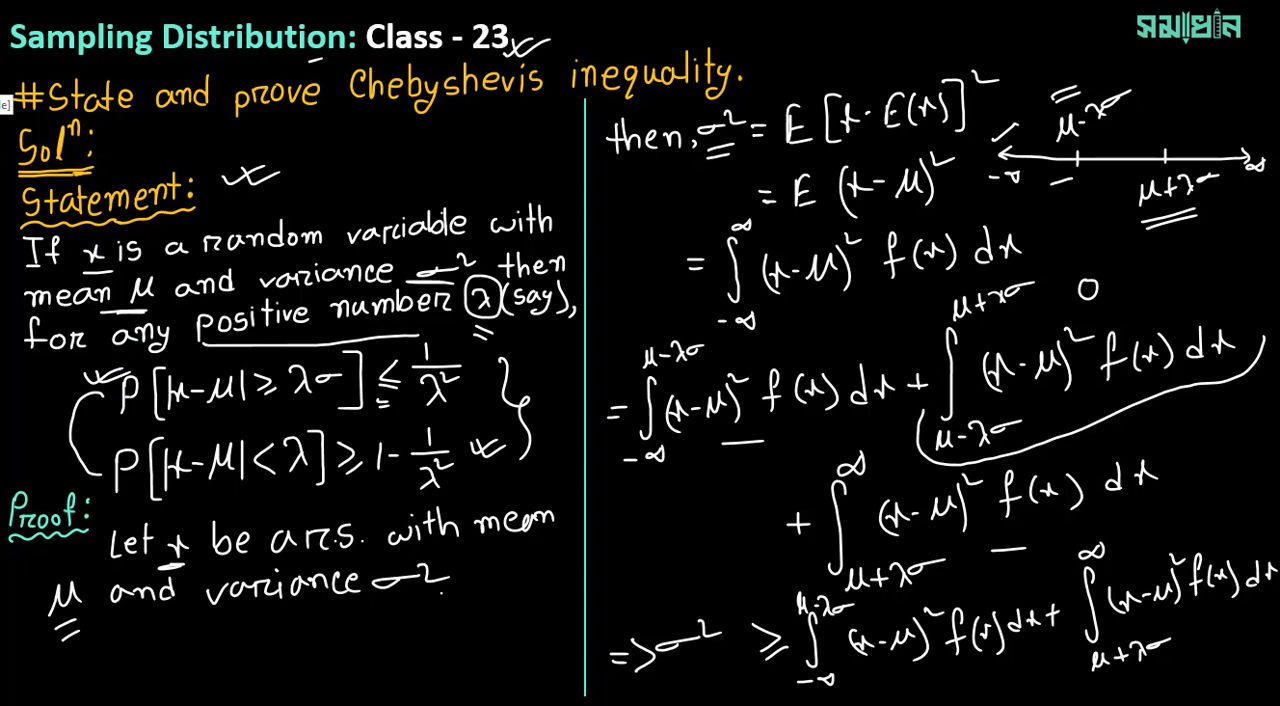 Sampling Distribution: Class - 23
সমাধান
#State and prove Chebyshevis inequality.
Solⁿ:
Statement:
If x is a random variable with
mean μ and variance σ² then
for any positive number λ (say),
P[|x-μ| ≥ λσ] ≤ 1/λ²
P[|x-μ| < λ] ≥ 1 - 1/λ²
Proof:
Let x be a r.s. with mean
μ and variance σ².
then, σ² = E[x - E(x)]²
-∞ μ-λσ μ+λσ ∞
= E (x-μ)²
= ∫_{-∞}^{∞} (x-μ)² f(x) dx
0
= ∫_{-∞}^{μ-λσ} (x-μ)² f(x) dx + ∫_{μ-λσ}^{μ+λσ} (x-μ)² f(x) dx
+ ∫_{μ+λσ}^{∞} (x-μ)² f(x) dx
=> σ² ≥ ∫_{-∞}^{μ-λσ} (x-μ)² f(x) dx + ∫_{μ+λσ}^{∞} (x-μ)² f(x) dx